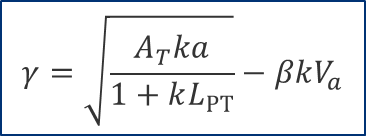 γ = √(A_T ka / (1 + kL_PT)) − βkV_a